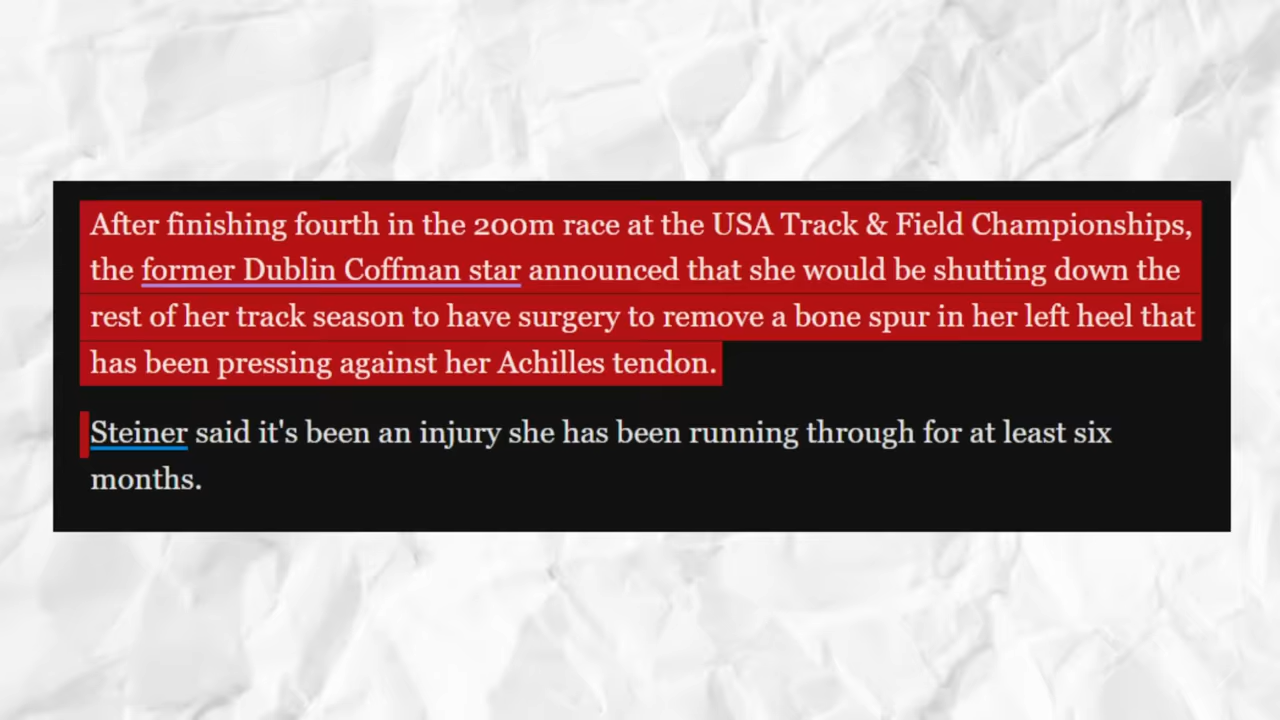 After finishing fourth in the 200m race at the USA Track & Field Championships,
the former Dublin Coffman star announced that she would be shutting down the
rest of her track season to have surgery to remove a bone spur in her left heel that
has been pressing against her Achilles tendon.
Steiner said it's been an injury she has been running through for at least six
months.